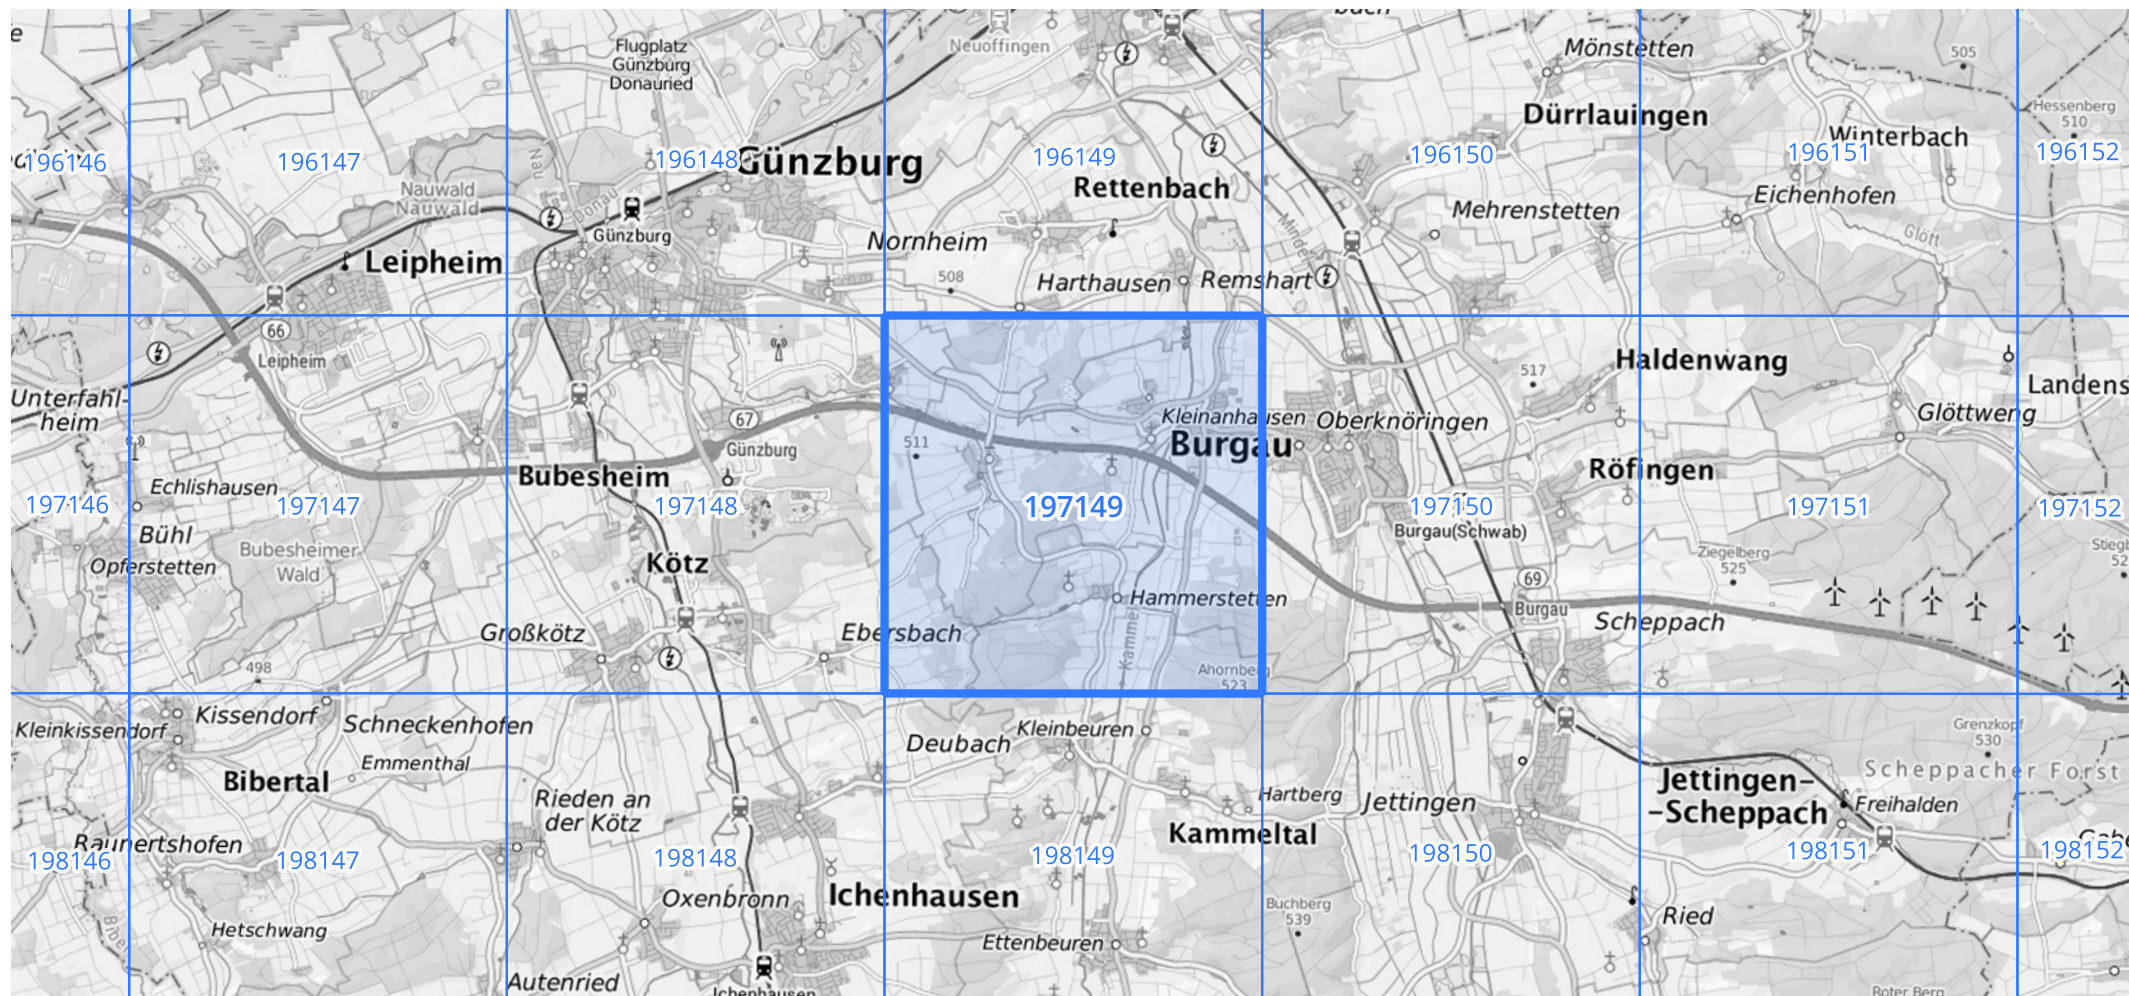 Neuoffingen
Flugplatz
Günzburg
Donauried
Mönstetten
505
Dürrlauingen
Hessenberg
510
Winterbach
196146
196147
196148
Günzburg
196149
196150
196151
196152
Nau
Nauwald
Nauwald
Donau
Rettenbach
Eichenhofen
Mehrenstetten
Mindel
Glött
Günzburg
Nornheim
Leipheim
508
Harthausen
Remshart
66
Leipheim
Haldenwang
517
Landens
Unterfahl-
heim
67
Kleinanhausen
Oberknöringen
Glöttweng
511
Burgau
Günzburg
Bubesheim
Röfingen
Echlishausen
197146
197147
197148
197149
197150
197151
197152
Bühl
Burgau(Schwab)
Bubesheimer
Wald
Ziegelberg
525
Stiegb
52
Opferstetten
Kötz
69
Hammerstetten
Burgau
Scheppach
Großkötz
Ebersbach
Kammel
498
Ahornberg
523
Kleinkissendorf
Kissendorf
Schneckenhofen
Deubach
Kleinbeuren
Grenzkopf
530
Emmenthal
Bibertal
Scheppacher Forst
Jettingen-
-Scheppach
Rieden an
der Kötz
Hartberg
Jettingen
Freihalden
Kammeltal
Raunertshofen
Gabe
198146
198147
198148
198149
198150
198151
198152
Oxenbronn
Ichenhausen
Buchberg
539
Ried
Biber
Hetschwang
Ettenbeuren
Autenried
Ichenhausen
Roter Berg